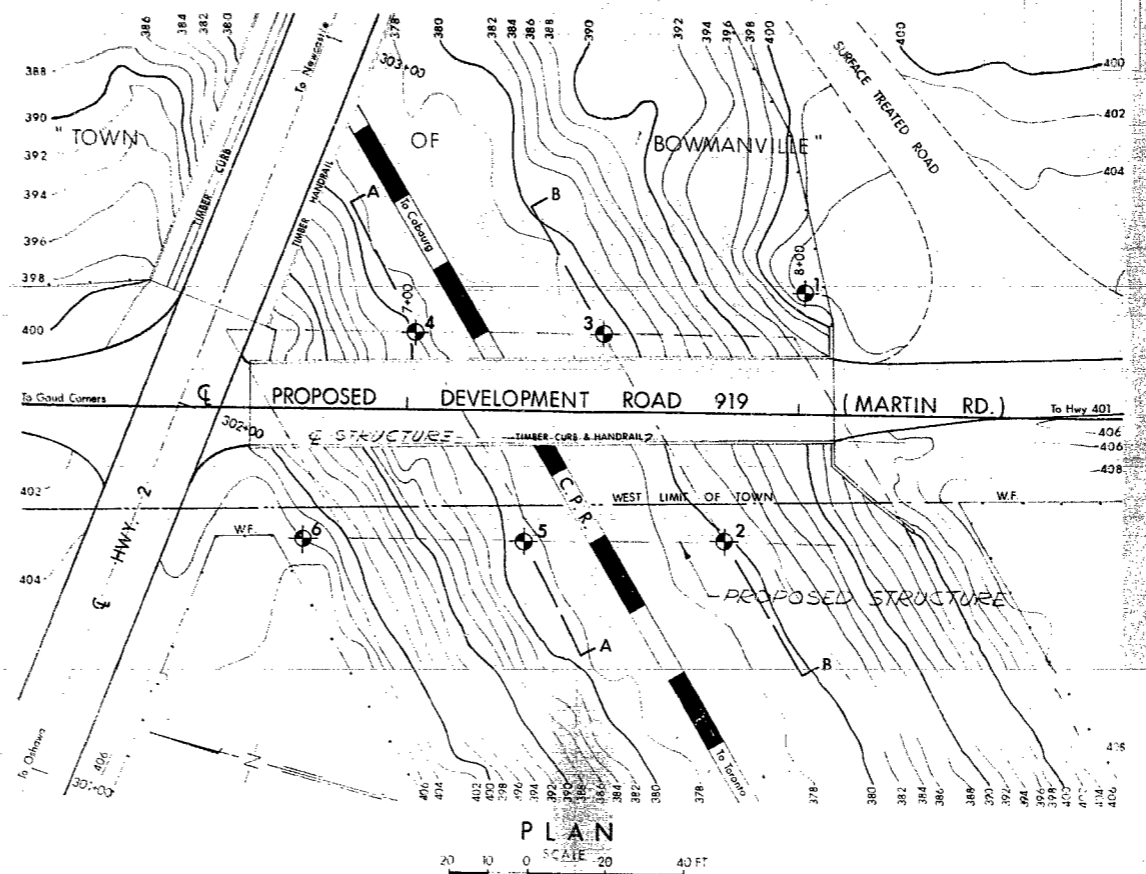 386 384 382 380
To Newcastle
378
303+00
380
382 384 386 388
390
392 394 396 398 400
400
SURFACE TREATED ROAD
388
390
392
394
396
398
400
400
402
404
"TOWN OF BOWMANVILLE"
TIMBER CURB
TIMBER HANDRAIL
A
To Cobourg
B
7+00
4
3
8+00
1
To Gaud Corners
℄
PROPOSED DEVELOPMENT ROAD 919 (MARTIN RD.)
To Hwy 401
302+00
℄ STRUCTURE
TIMBER CURB & HANDRAIL
406
406
408
402
WEST LIMIT OF TOWN
W.F.
W.F.
C.P.R.
6
5
2
HWY. 2
404
℄
PROPOSED STRUCTURE
A
B
To Oshawa
406
301+00
N
To Toronto
406 404 402 400 398 396 394 392 390 388 386 384 382 380 378
378 380 382 384 386 388 390 392 394 396 398 400 402 404 406
PLAN
SCALE
20 10 0 20 40 FT